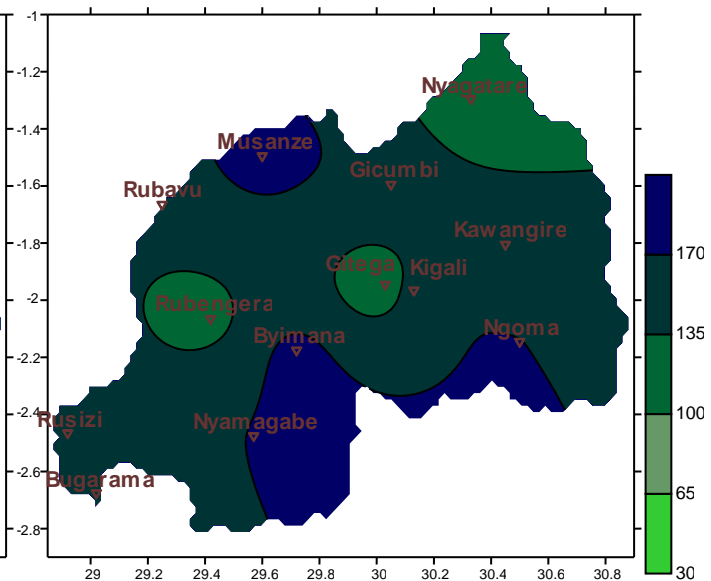 -1
-1.2
Nyagatare
-1.4
Musanze
-1.6
Gicumbi
Rubavu
-1.8
Kawangire
170
Gitega
Kigali
-2
Rubengera
Ngoma
135
Byimana
-2.2
-2.4
Rusizi
Nyamagabe
100
-2.6
Bugarama
65
-2.8
30
29 29.2 29.4 29.6 29.8 30 30.2 30.4 30.6 30.8